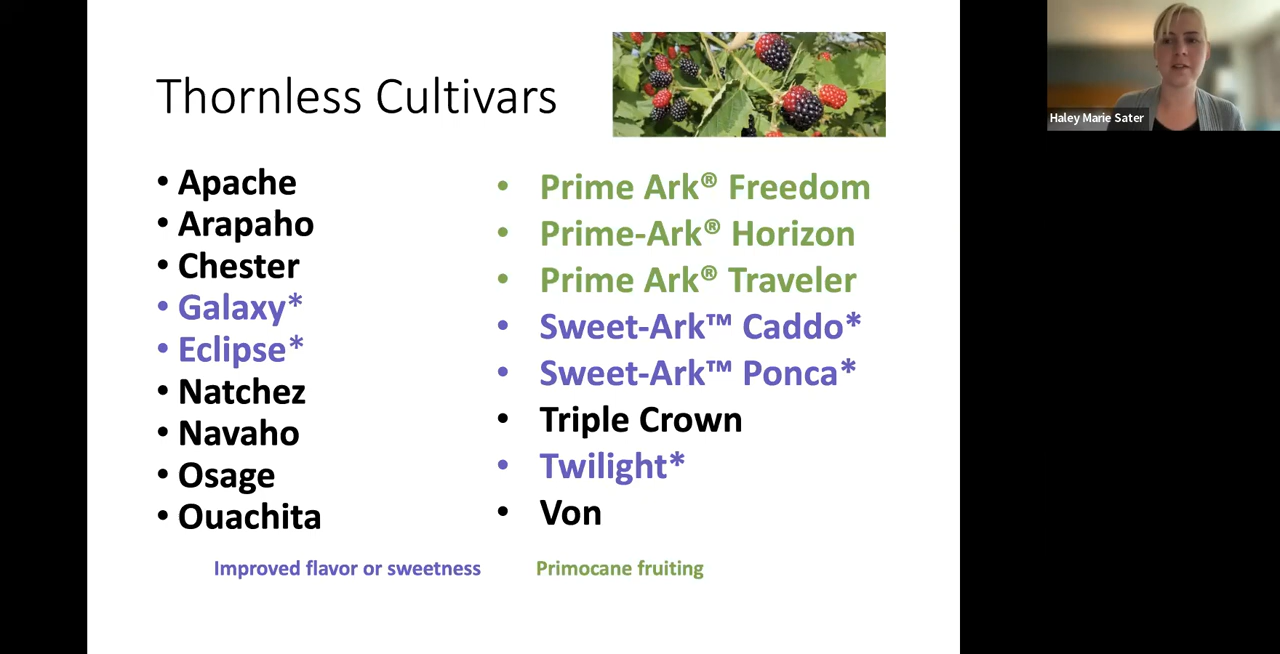 Thornless Cultivars
• Apache
• Arapaho
• Chester
• Galaxy*
• Eclipse*
• Natchez
• Navaho
• Osage
• Ouachita
• Prime Ark® Freedom
• Prime-Ark® Horizon
• Prime Ark® Traveler
• Sweet-Ark™ Caddo*
• Sweet-Ark™ Ponca*
• Triple Crown
• Twilight*
• Von
Improved flavor or sweetness
Primocane fruiting
Haley Marie Sater